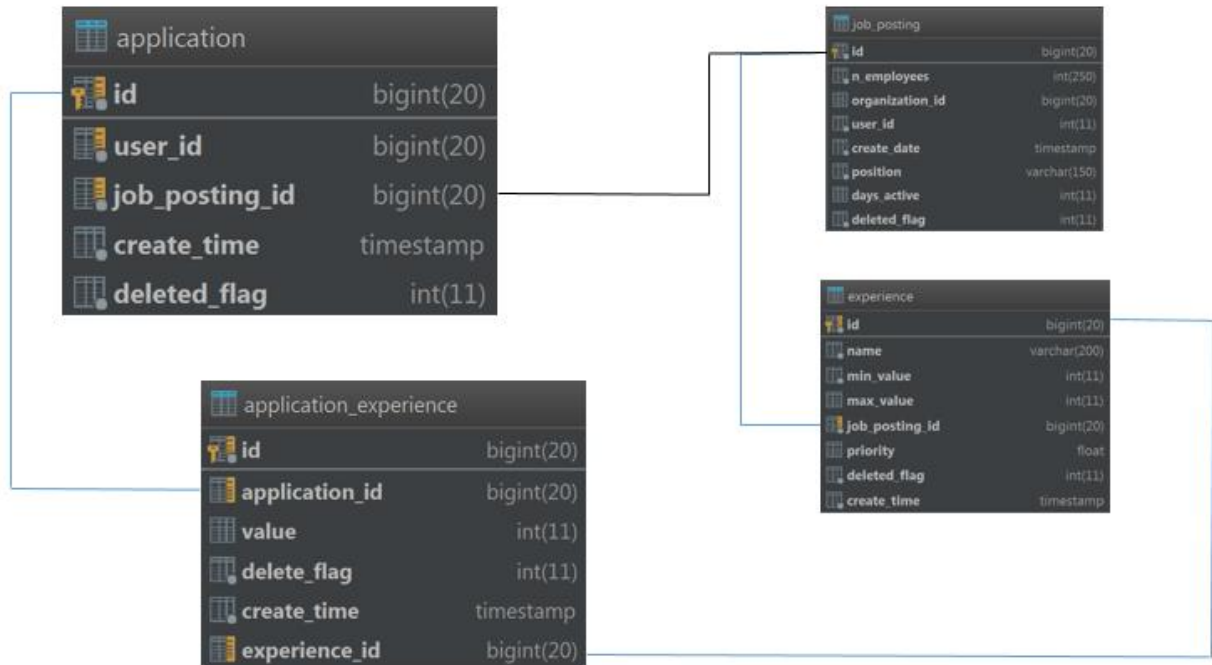 application
id bigint(20)
user_id bigint(20)
job_posting_id bigint(20)
create_time timestamp
deleted_flag int(11)
job_posting
id bigint(20)
n_employees int(250)
organization_id bigint(20)
user_id int(11)
create_date timestamp
position varchar(150)
days_active int(11)
deleted_flag int(11)
experience
id bigint(20)
name varchar(200)
min_value int(11)
max_value int(11)
job_posting_id bigint(20)
priority float
deleted_flag int(11)
create_time timestamp
application_experience
id bigint(20)
application_id bigint(20)
value int(11)
delete_flag int(11)
create_time timestamp
experience_id bigint(20)